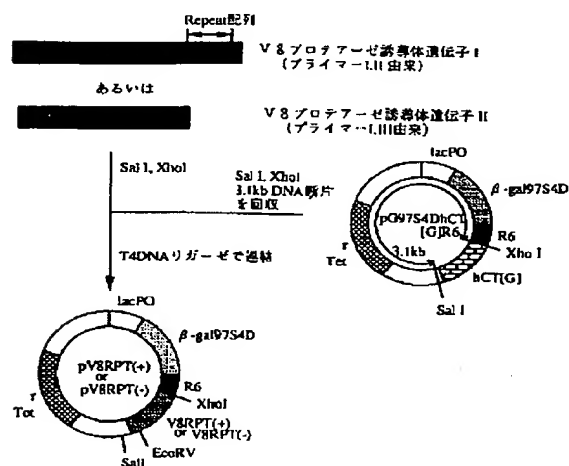 Repeat配列
V8プロテアーゼ誘導体遺伝子I
(プライマーI,II由来)
あるいは
V8プロテアーゼ誘導体遺伝子II
(プライマーI,III由来)
Sal I, XhoI
Sal I, XhoI
3.1kb DNA断片
を回収
lacPO
β-gal97S4D
pG97S4DhCT
[G]R6
R6
XhoI
3.1kb
r
Tet
hCT[G]
Sal I
T4DNAリガーゼで連結
lacPO
β-gal97S4D
pV8RPT(+)
or
pV8RPT(-)
r
Tet
R6
XhoI
V8RPT(+)
or V8RPT(-)
EcoRV
SalI